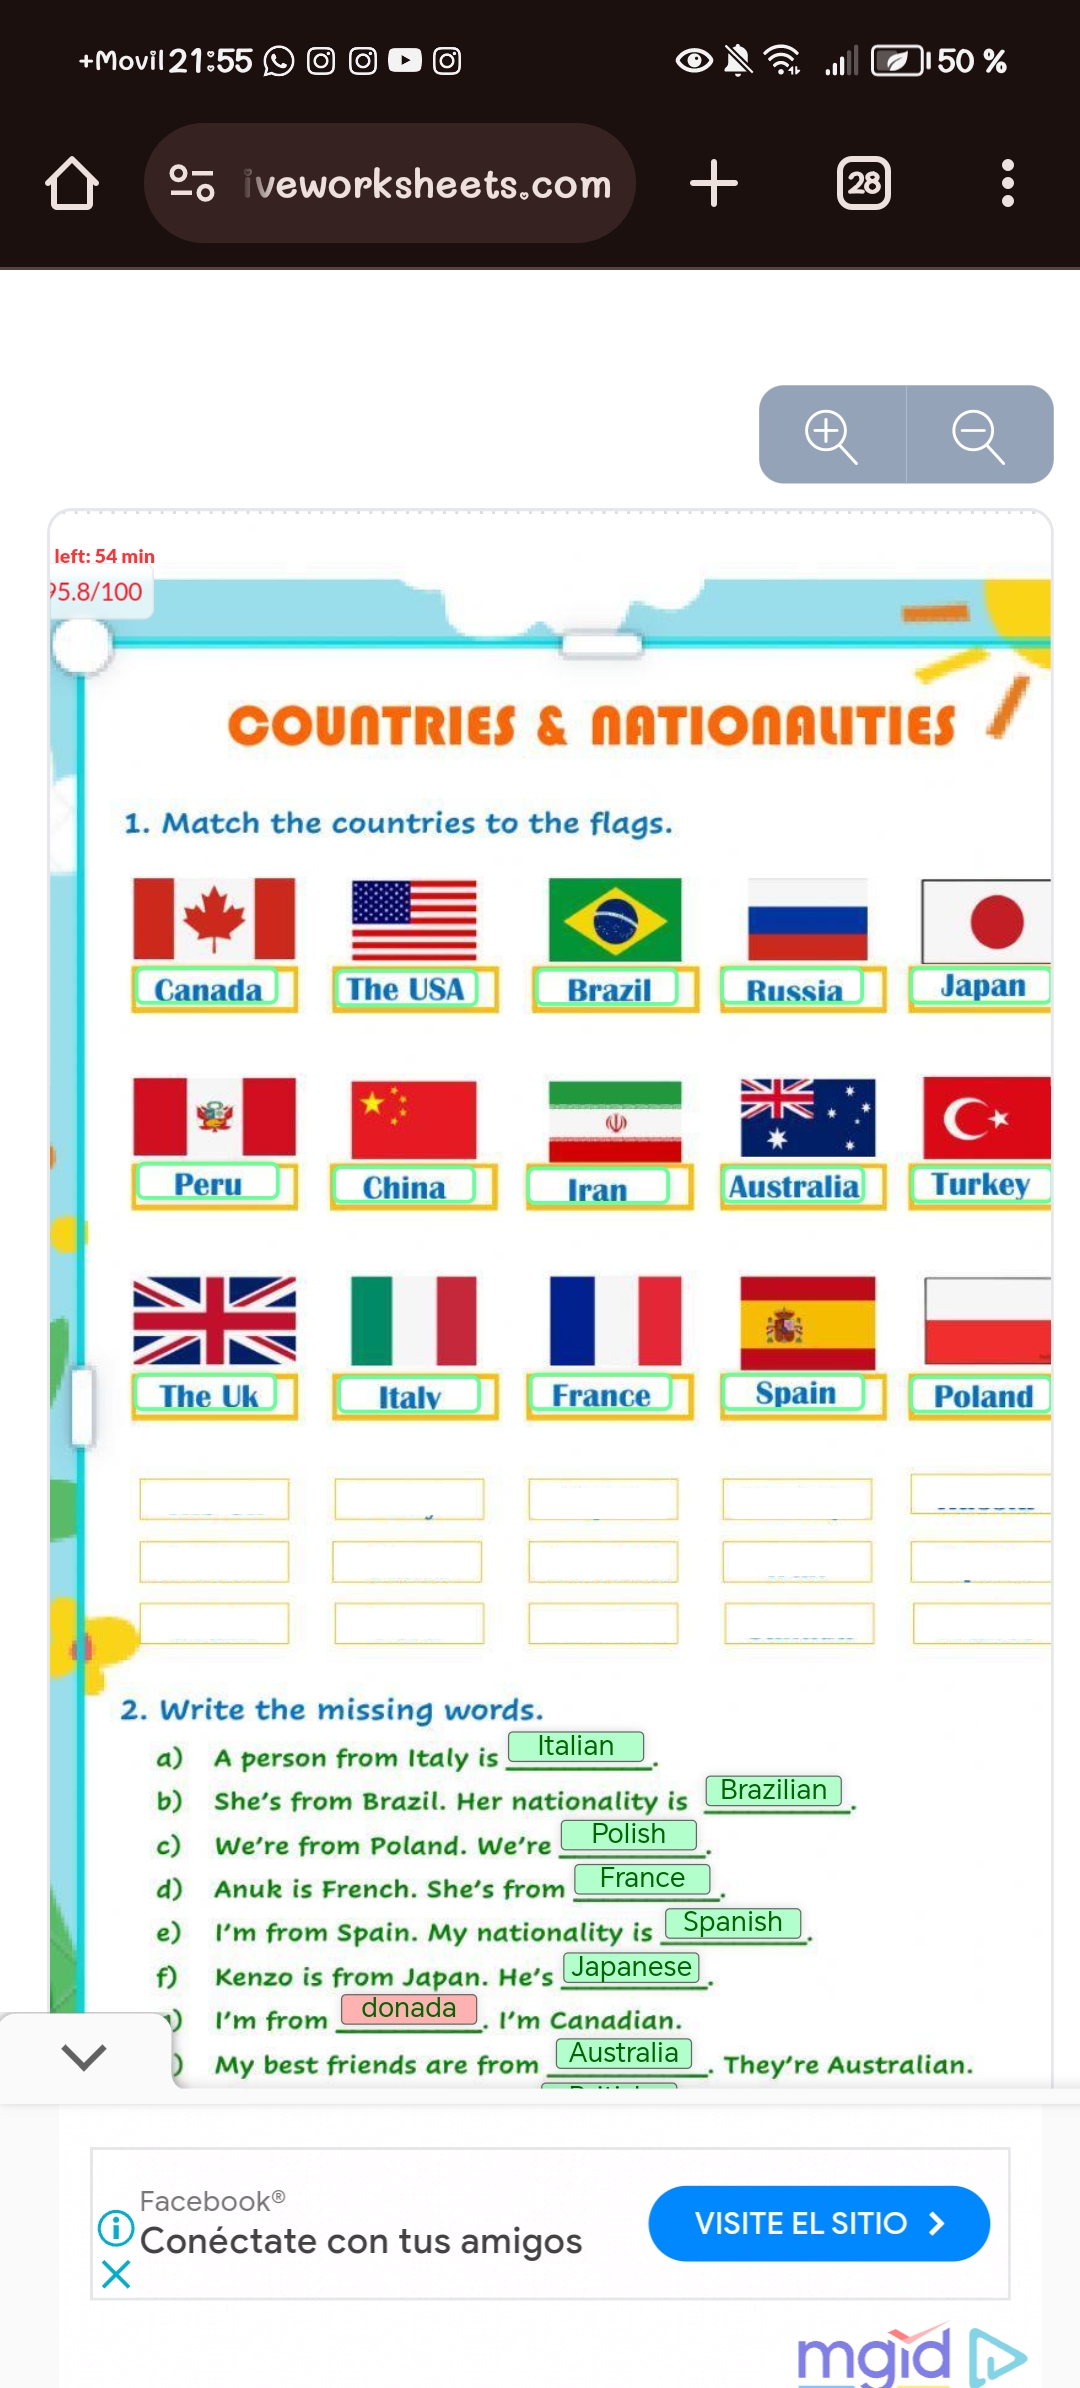 +Movil 21:55 50 %
iveworksheets.com 28
left: 54 min
95.8/100
COUNTRIES & NATIONALITIES
1. Match the countries to the flags.
Canada The USA Brazil Russia Japan
Peru China Iran Australia Turkey
The Uk Italy France Spain Poland
2. Write the missing words.
a) A person from Italy is Italian.
b) She's from Brazil. Her nationality is Brazilian.
c) We're from Poland. We're Polish.
d) Anuk is French. She's from France.
e) I'm from Spain. My nationality is Spanish.
f) Kenzo is from Japan. He's Japanese.
) I'm from donada. I'm Canadian.
) My best friends are from Australia. They're Australian.
Facebook®
Conéctate con tus amigos
VISITE EL SITIO
mgid